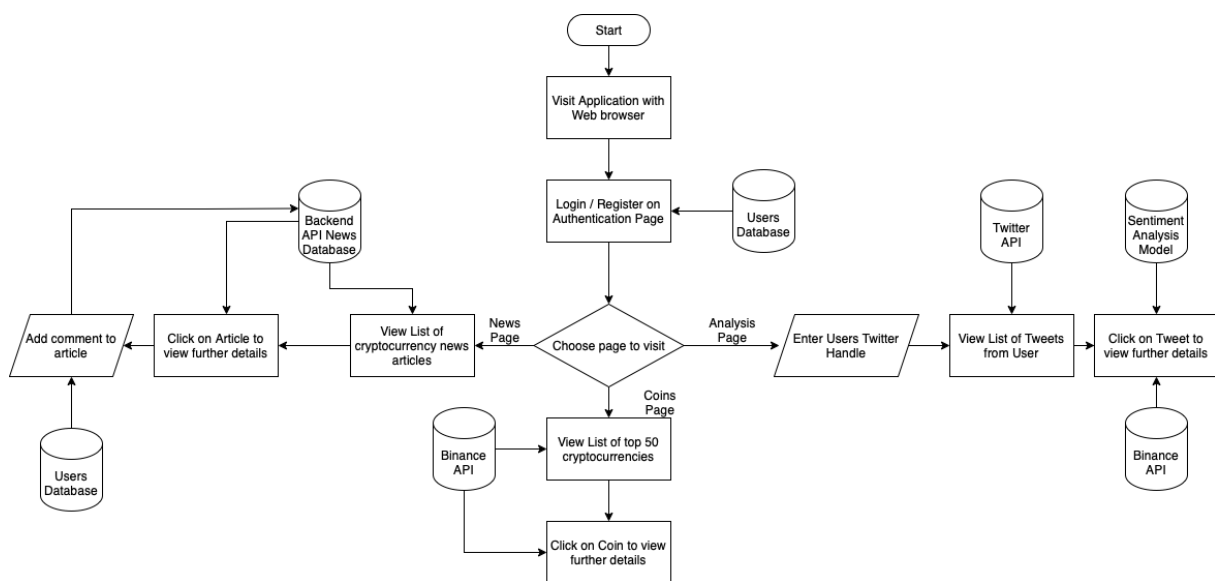 Start
Visit Application with
Web browser
Login / Register on
Authentication Page
Users
Database
Backend
API News
Database
Twitter
API
Sentiment
Analysis
Model
Add comment to
article
Click on Article to
view further details
View List of
cryptocurrency news
articles
News
Page
Choose page to visit
Analysis
Page
Enter Users Twitter
Handle
View List of Tweets
from User
Click on Tweet to
view further details
Coins
Page
Users
Database
Binance
API
View List of top 50
cryptocurrencies
Binance
API
Click on Coin to view
further details